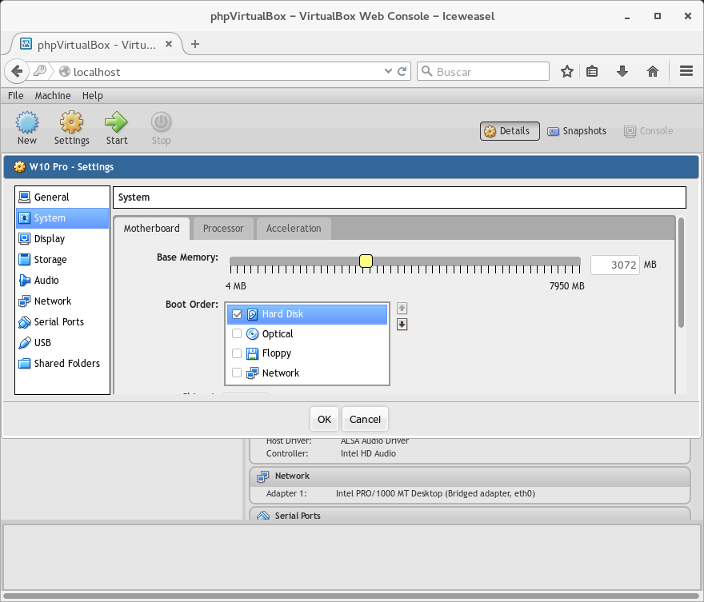 phpVirtualBox – VirtualBox Web Console – Iceweasel
phpVirtualBox - Virtu...
localhost
Buscar
File Machine Help
New Settings Start Stop
Details Snapshots Console
W10 Pro - Settings
General
System
Display
Storage
Audio
Network
Serial Ports
USB
Shared Folders
System
Motherboard Processor Acceleration
Base Memory: 3072 MB
4 MB 7950 MB
Boot Order:
Hard Disk
Optical
Floppy
Network
OK Cancel
Host Driver: ALSA Audio Driver
Controller: Intel HD Audio
Network
Adapter 1: Intel PRO/1000 MT Desktop (Bridged adapter, eth0)
Serial Ports